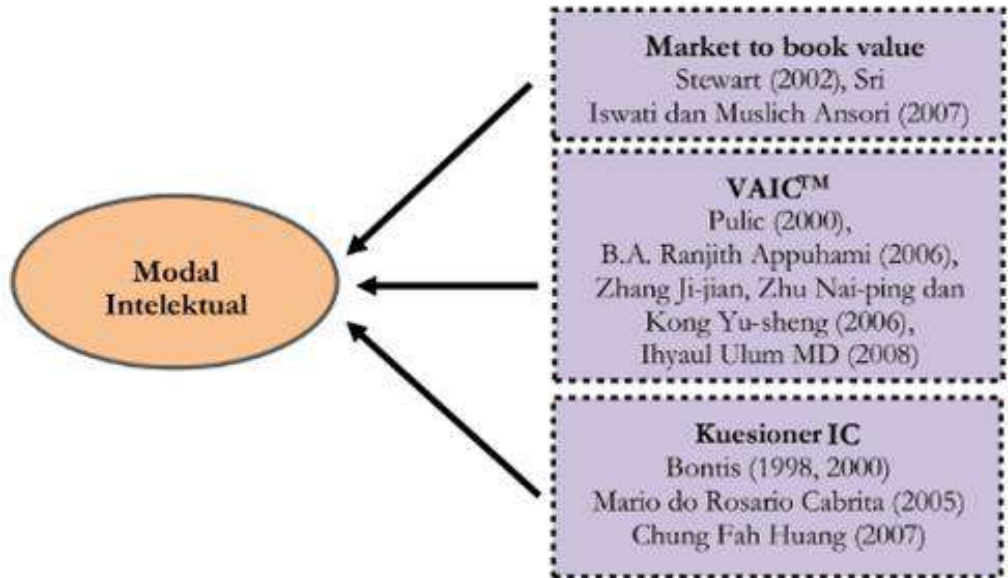 Market to book value
Stewart (2002), Sri
Iswati dan Muslich Ansori (2007)
VAIC™
Pulic (2000),
B.A. Ranjith Appuhami (2006),
Zhang Ji-jian, Zhu Nai-ping dan
Kong Yu-sheng (2006),
Ihyaul Ulum MD (2008)
Modal
Intelektual
Kuesioner IC
Bontis (1998, 2000)
Mario do Rosario Cabrita (2005)
Chung Fah Huang (2007)